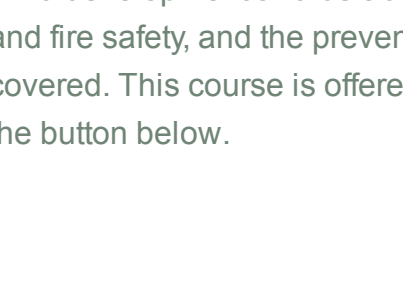 and fire safety, and the preven
covered. This course is offere
he button below.